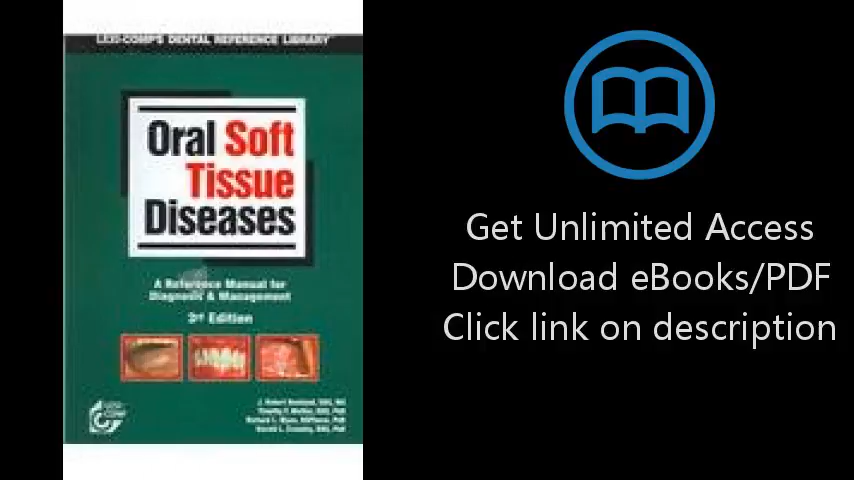 LEXI-COMP'S DENTAL REFERENCE LIBRARY
Oral Soft
Tissue
Diseases
A Reference Manual for
Diagnosis & Management
3rd Edition
Get Unlimited Access
Download eBooks/PDF
Click link on description